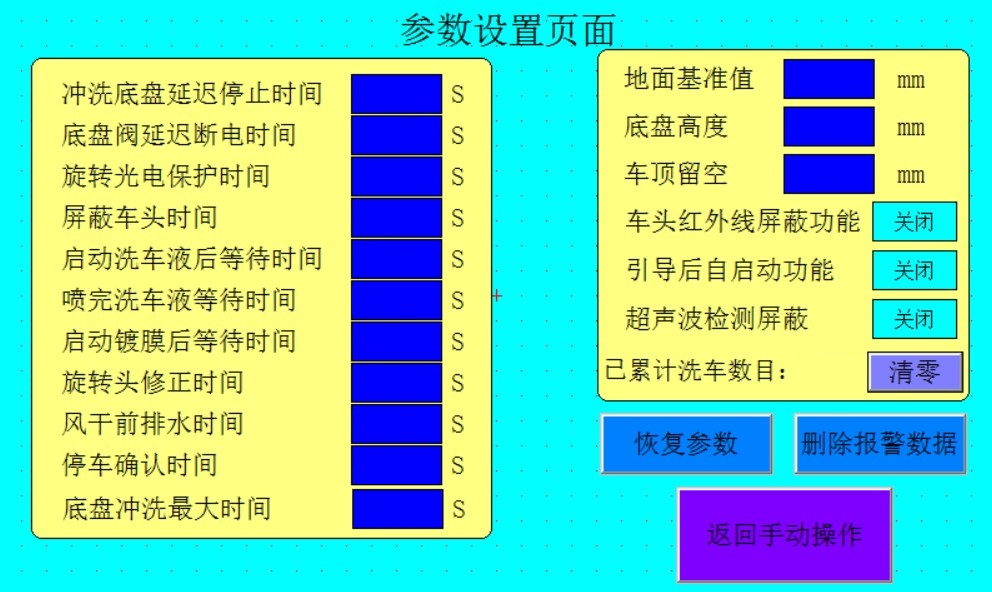 参数设置页面
冲洗底盘延迟停止时间 S
底盘阀延迟断电时间 S
旋转光电保护时间 S
屏蔽车头时间 S
启动洗车液后等待时间 S
喷完洗车液等待时间 S
启动镀膜后等待时间 S
旋转头修正时间 S
风干前排水时间 S
停车确认时间 S
底盘冲洗最大时间 S
地面基准值 mm
底盘高度 mm
车顶留空 mm
车头红外线屏蔽功能 关闭
引导后自启动功能 关闭
超声波检测屏蔽 关闭
已累计洗车数目: 清零
恢复参数 删除报警数据
返回手动操作